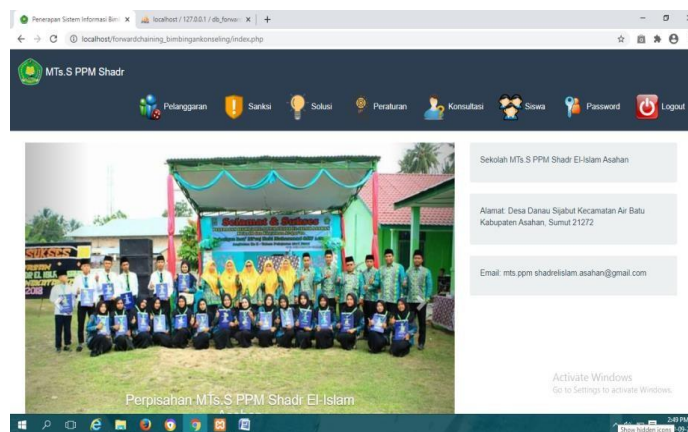 Penerapan Sistem Informasi Bim
localhost / 127.0.0.1 / db_forward
localhost/forwardchaining_bimbingankonseling/index.php
MTs.S PPM Shadr
Pelanggaran
Sanksi
Solusi
Peraturan
Konsultasi
Siswa
Password
Logout
Selamat & Sukses
SUKSES
2018
Perpisahan MTs.S PPM Shadr El-Islam
Sekolah MTs.S PPM Shadr El-Islam Asahan
Alamat: Desa Danau Sijabut Kecamatan Air Batu
Kabupaten Asahan, Sumut 21272
Email: mts.ppm shadrelislam.asahan@gmail.com
Activate Windows
Go to Settings to activate Windows.
2:49 PM
Show hidden icons